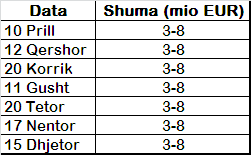 Data Shuma (mio EUR)
10 Prill 3-8
12 Qershor 3-8
20 Korrik 3-8
11 Gusht 3-8
20 Tetor 3-8
17 Nentor 3-8
15 Dhjetor 3-8